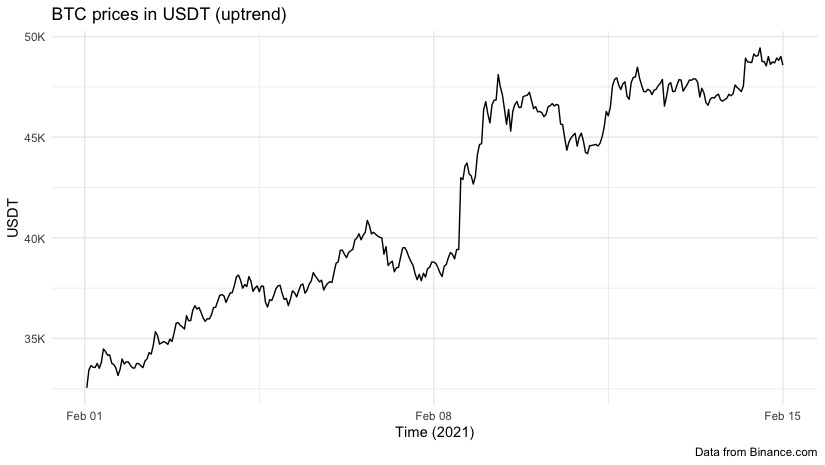 BTC prices in USDT (uptrend)
50K
45K
40K
35K
USDT
Feb 01
Feb 08
Feb 15
Time (2021)
Data from Binance.com